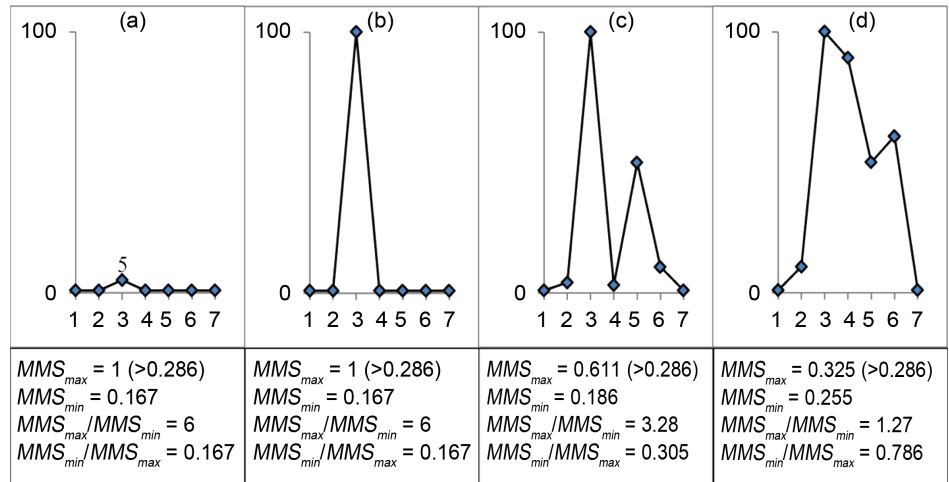 (a)
100
5
0
1 2 3 4 5 6 7
MMSmax = 1 (>0.286)
MMSmin = 0.167
MMSmax/MMSmin = 6
MMSmin/MMSmax = 0.167
(b)
100
0
1 2 3 4 5 6 7
MMSmax = 1 (>0.286)
MMSmin = 0.167
MMSmax/MMSmin = 6
MMSmin/MMSmax = 0.167
(c)
100
0
1 2 3 4 5 6 7
MMSmax = 0.611 (>0.286)
MMSmin = 0.186
MMSmax/MMSmin = 3.28
MMSmin/MMSmax = 0.305
(d)
100
0
1 2 3 4 5 6 7
MMSmax = 0.325 (>0.286)
MMSmin = 0.255
MMSmax/MMSmin = 1.27
MMSmin/MMSmax = 0.786